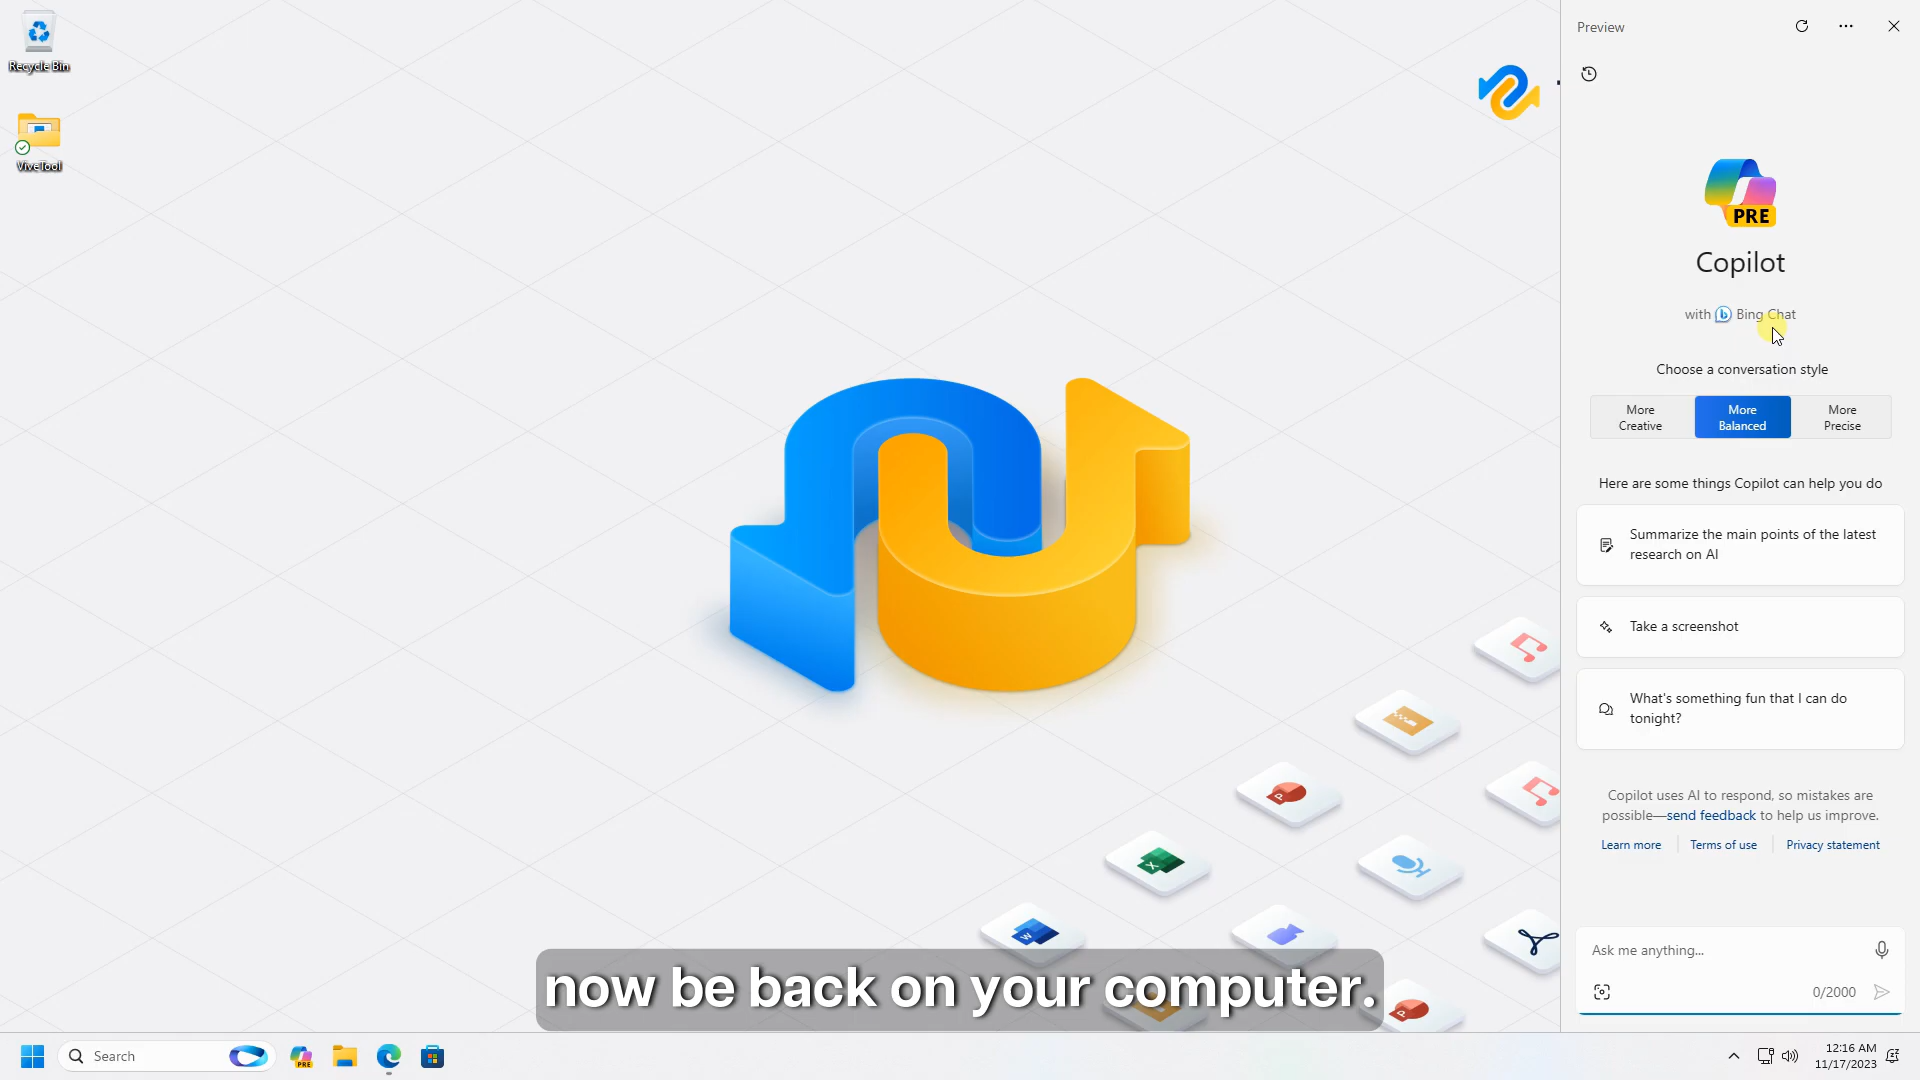 Recycle Bin
ViveTool
Preview
PRE
Copilot
with Bing Chat
Choose a conversation style
More
Creative
More
Balanced
More
Precise
Here are some things Copilot can help you do
Summarize the main points of the latest
research on AI
Take a screenshot
What's something fun that I can do
tonight?
Copilot uses AI to respond, so mistakes are
possible—send feedback to help us improve.
Learn more
Terms of use
Privacy statement
Ask me anything...
0/2000
P
X
W
P
now be back on your computer.
Search
PRE
12:16 AM
11/17/2023